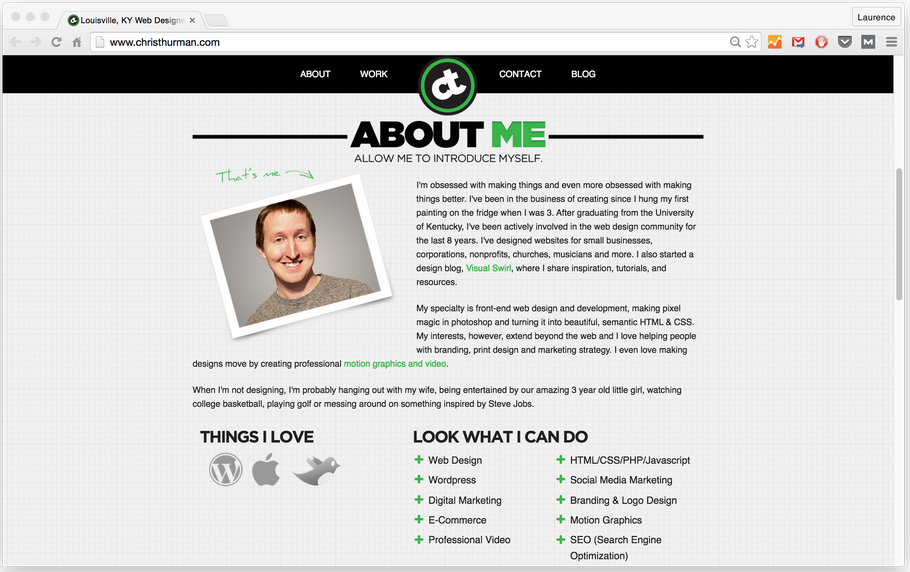 Louisville, KY Web Designe
Laurence
www.christhurman.com
ABOUT WORK ct CONTACT BLOG
ABOUT ME
ALLOW ME TO INTRODUCE MYSELF.
That's me
I'm obsessed with making things and even more obsessed with making
things better. I've been in the business of creating since I hung my first
painting on the fridge when I was 3. After graduating from the University
of Kentucky, I've been actively involved in the web design community for
the last 8 years. I've designed websites for small businesses,
corporations, nonprofits, churches, musicians and more. I also started a
design blog, Visual Swirl, where I share inspiration, tutorials, and
resources.
My specialty is front-end web design and development, making pixel
magic in photoshop and turning it into beautiful, semantic HTML & CSS.
My interests, however, extend beyond the web and I love helping people
with branding, print design and marketing strategy. I even love making
designs move by creating professional motion graphics and video.
When I'm not designing, I'm probably hanging out with my wife, being entertained by our amazing 3 year old little girl, watching
college basketball, playing golf or messing around on something inspired by Steve Jobs.
THINGS I LOVE
LOOK WHAT I CAN DO
Web Design
Wordpress
Digital Marketing
E-Commerce
Professional Video
HTML/CSS/PHP/Javascript
Social Media Marketing
Branding & Logo Design
Motion Graphics
SEO (Search Engine
Optimization)